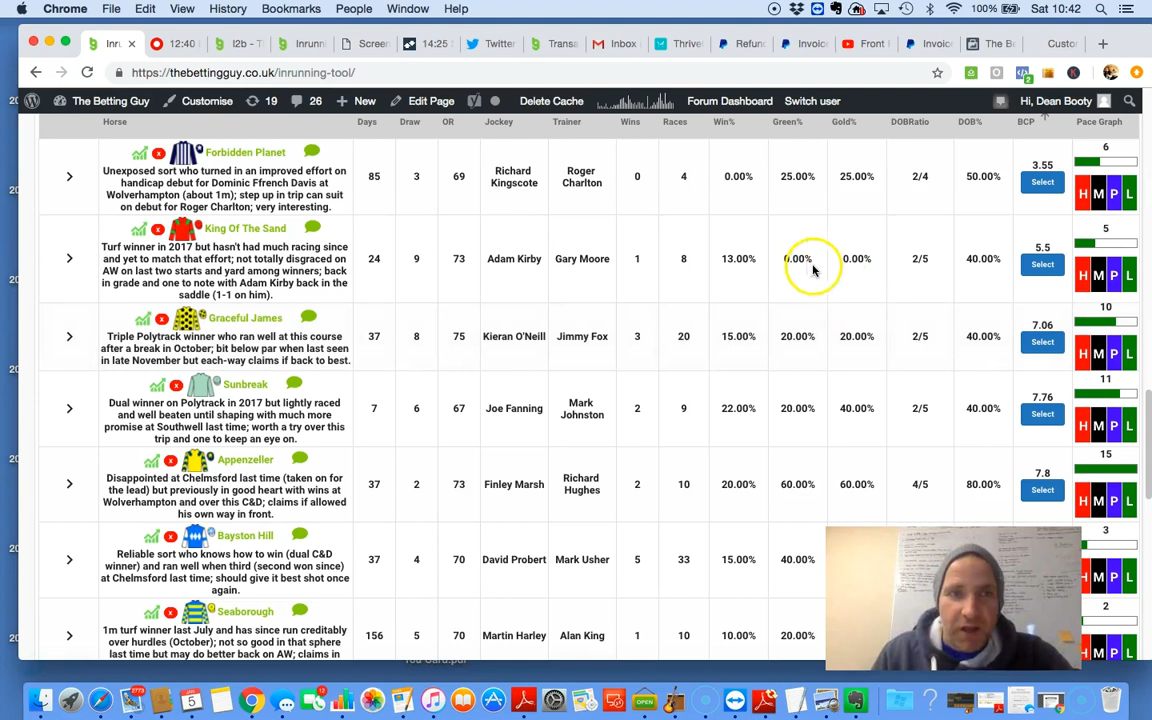 Chrome File Edit View History Bookmarks People Window Help 100% Sat 10:42
Inru 12:40 l2b - T Inrunni Screen 14:25 Twitter Transa Inbox Thrive Refun Invoic Front Invoic The B Custo
https://thebettingguy.co.uk/inrunning-tool/
The Betting Guy Customise 19 26 New Edit Page Delete Cache Forum Dashboard Switch user Hi, Dean Booty
Horse Days Draw OR Jockey Trainer Wins Races Win% Green% Gold% DOBRatio DOB% BCP Pace Graph
Forbidden Planet
Unexposed sort who turned in an improved effort on
handicap debut for Dominic Ffrench Davis at
Wolverhampton (about 1m); step up in trip can suit
on debut for Roger Charlton; very interesting.
85 3 69 Richard Kingscote Roger Charlton 0 4 0.00% 25.00% 25.00% 2/4 50.00% 3.55 Select 6 H M P L
King Of The Sand
Turf winner in 2017 but hasn't had much racing since
and yet to match that effort; not totally disgraced on
AW on last two starts and yard among winners; back
in grade and one to note with Adam Kirby back in the
saddle (1-1 on him).
24 9 73 Adam Kirby Gary Moore 1 8 13.00% 0.00% 0.00% 2/5 40.00% 5.5 Select 5 H M P L
Graceful James
Triple Polytrack winner who ran well at this course
after a break in October; bit below par when last seen
in late November but each-way claims if back to best.
37 8 75 Kieran O'Neill Jimmy Fox 3 20 15.00% 20.00% 20.00% 2/5 40.00% 7.06 Select 10 H M P L
Sunbreak
Dual winner on Polytrack in 2017 but lightly raced
and well beaten until shaping with much more
promise at Southwell last time; worth a try over this
trip and one to keep an eye on.
7 6 67 Joe Fanning Mark Johnston 2 9 22.00% 20.00% 40.00% 2/5 40.00% 7.76 Select 11 H M P L
Appenzeller
Disappointed at Chelmsford last time (taken on for
the lead) but previously in good heart with wins at
Wolverhampton and over this C&D; claims if allowed
his own way in front.
37 2 73 Finley Marsh Richard Hughes 2 10 20.00% 60.00% 60.00% 4/5 80.00% 7.8 Select 15 H M P L
Bayston Hill
Reliable sort who knows how to win (dual C&D
winner) and ran well when third (second won since)
at Chelmsford last time; should give it best shot once
again.
37 4 70 David Probert Mark Usher 5 33 15.00% 40.00% 3 M P L
Seaborough
1m turf winner last July and has since run creditably
over hurdles (October); not so good in that sphere
but may do better back on AW; claims in
156 5 70 Martin Harley Alan King 1 10 10.00% 20.00% 2 M P L